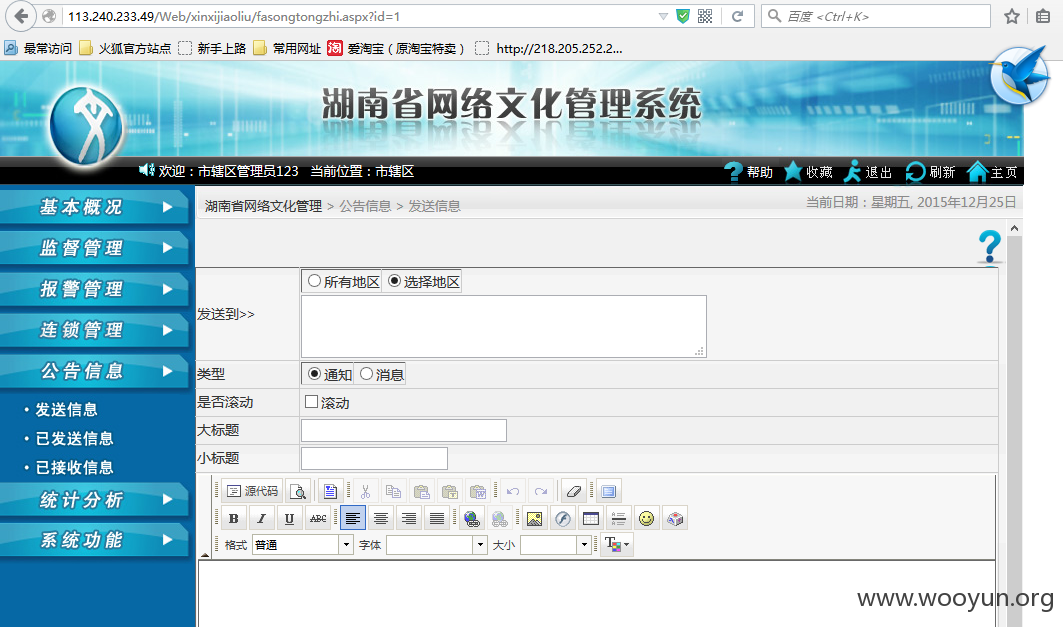 113.240.233.49/Web/xinxijiaoliu/fasongtongzhi.aspx?id=1
百度 <Ctrl+K>
最常访问 火狐官方站点 新手上路 常用网址 淘 爱淘宝（原淘宝特卖） http://218.205.252.2...
湖南省网络文化管理系统
欢迎：市辖区管理员123 当前位置：市辖区
? 帮助 收藏 退出 刷新 主页
基本概况
监督管理
报警管理
连锁管理
公告信息
• 发送信息
• 已发送信息
• 已接收信息
统计分析
系统功能
湖南省网络文化管理 > 公告信息 > 发送信息
当前日期：星期五, 2015年12月25日
?
发送到>>
所有地区 选择地区
类型 通知 消息
是否滚动 滚动
大标题
小标题
源代码
B I U ABC
格式 普通 字体 大小
www.wooyun.org